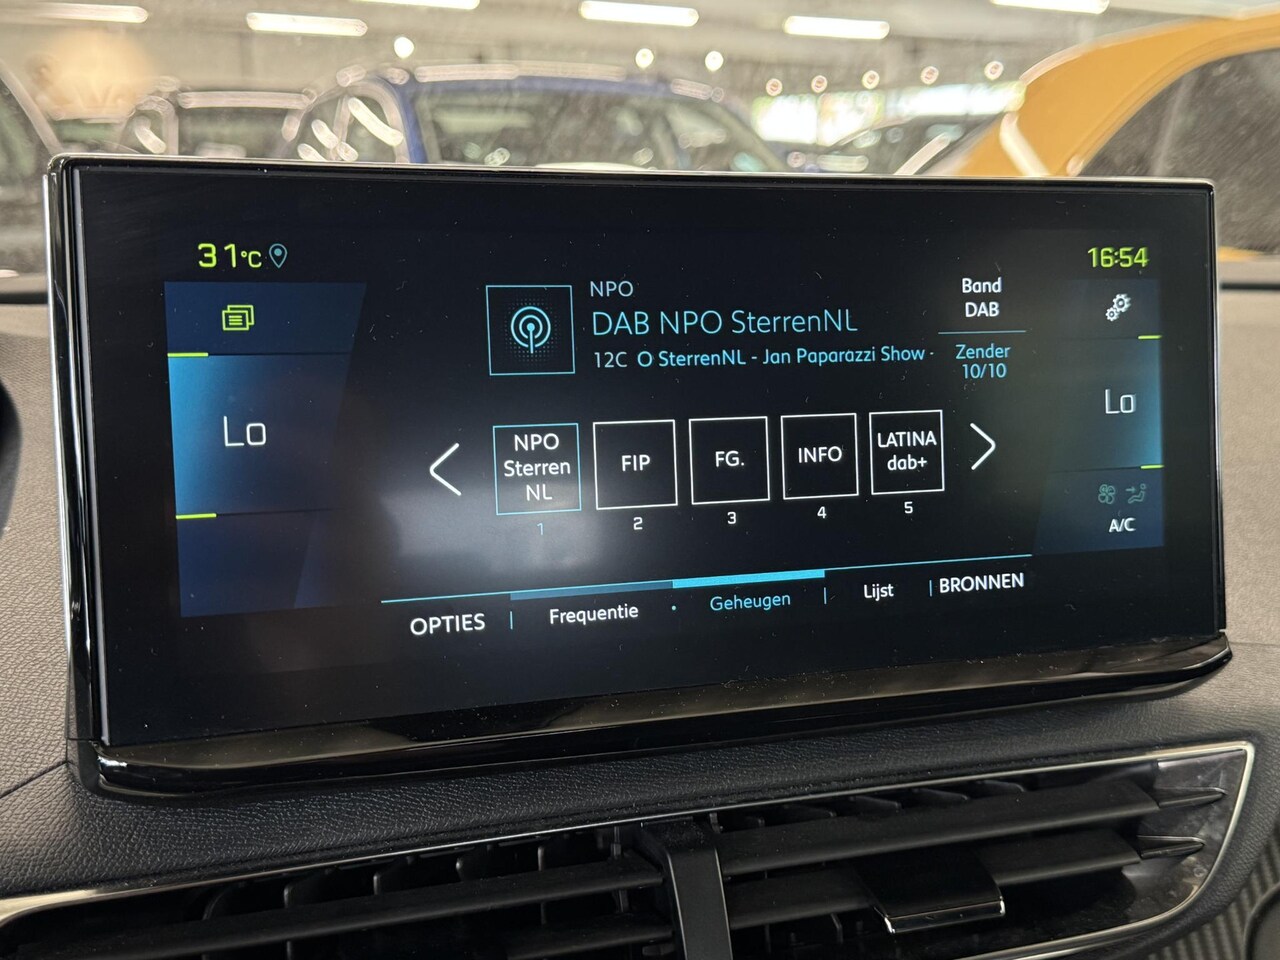 31°C
16:54
NPO
DAB NPO SterrenNL
12C O SterrenNL - Jan Paparazzi Show -
Band
DAB
Zender
10/10
Lo
Lo
NPO
Sterren
NL
1
FIP
2
FG.
3
INFO
4
LATINA
dab+
5
A/C
OPTIES | Frequentie · Geheugen | Lijst | BRONNEN